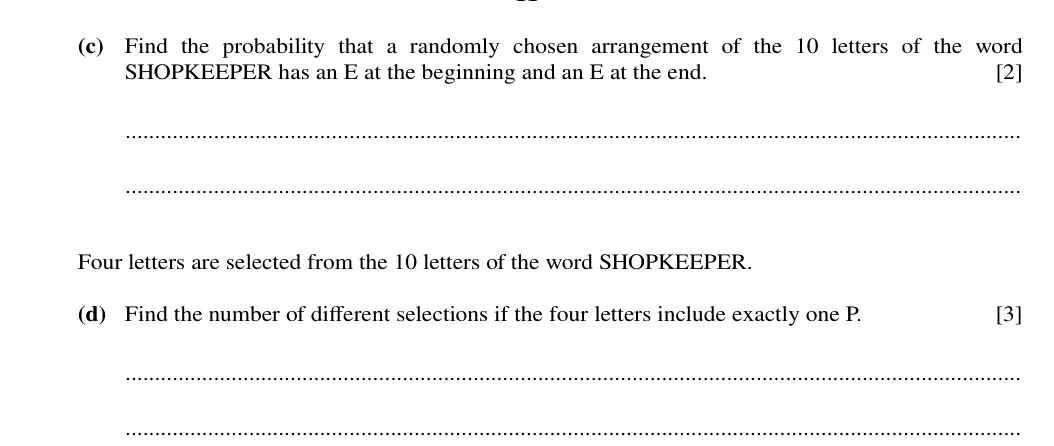 (c) Find the probability that a randomly chosen arrangement of the 10 letters of the word
SHOPKEEPER has an E at the beginning and an E at the end. [2]
....................................................................................................................................................
....................................................................................................................................................
Four letters are selected from the 10 letters of the word SHOPKEEPER.
(d) Find the number of different selections if the four letters include exactly one P. [3]
....................................................................................................................................................
....................................................................................................................................................